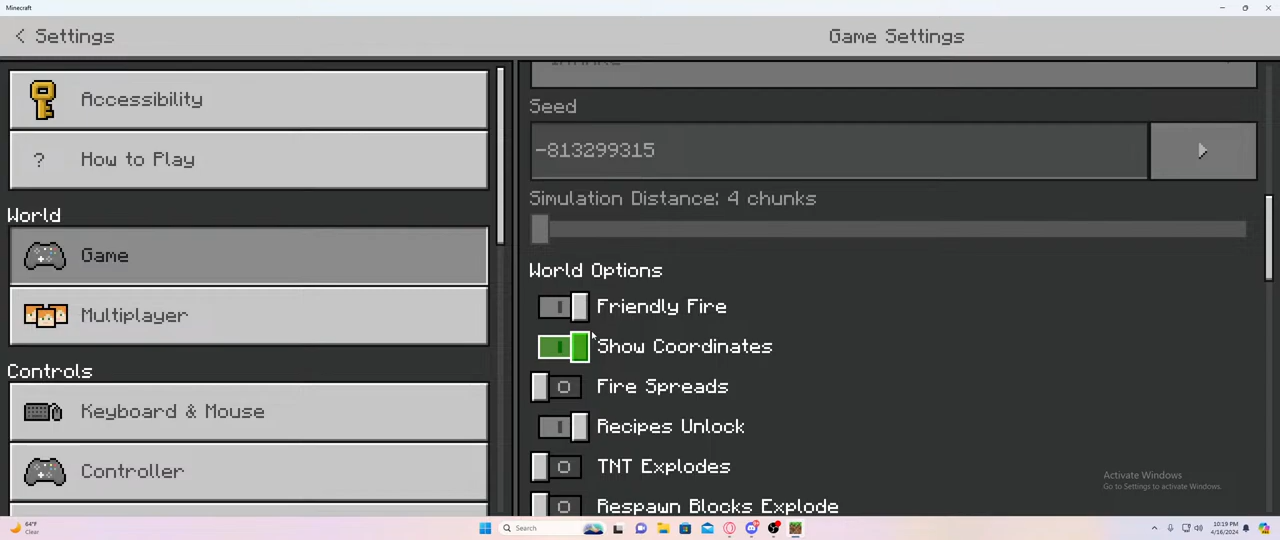 Minecraft
Settings
Game Settings
Accessibility
How to Play
World
Game
Multiplayer
Controls
Keyboard & Mouse
Controller
Seed
-813299315
Simulation Distance: 4 chunks
World Options
Friendly Fire
Show Coordinates
Fire Spreads
Recipes Unlock
TNT Explodes
Respawn Blocks Explode
Activate Windows
Go to Settings to activate Windows.
64°F
Clear
Search
10:19 PM
4/16/2024